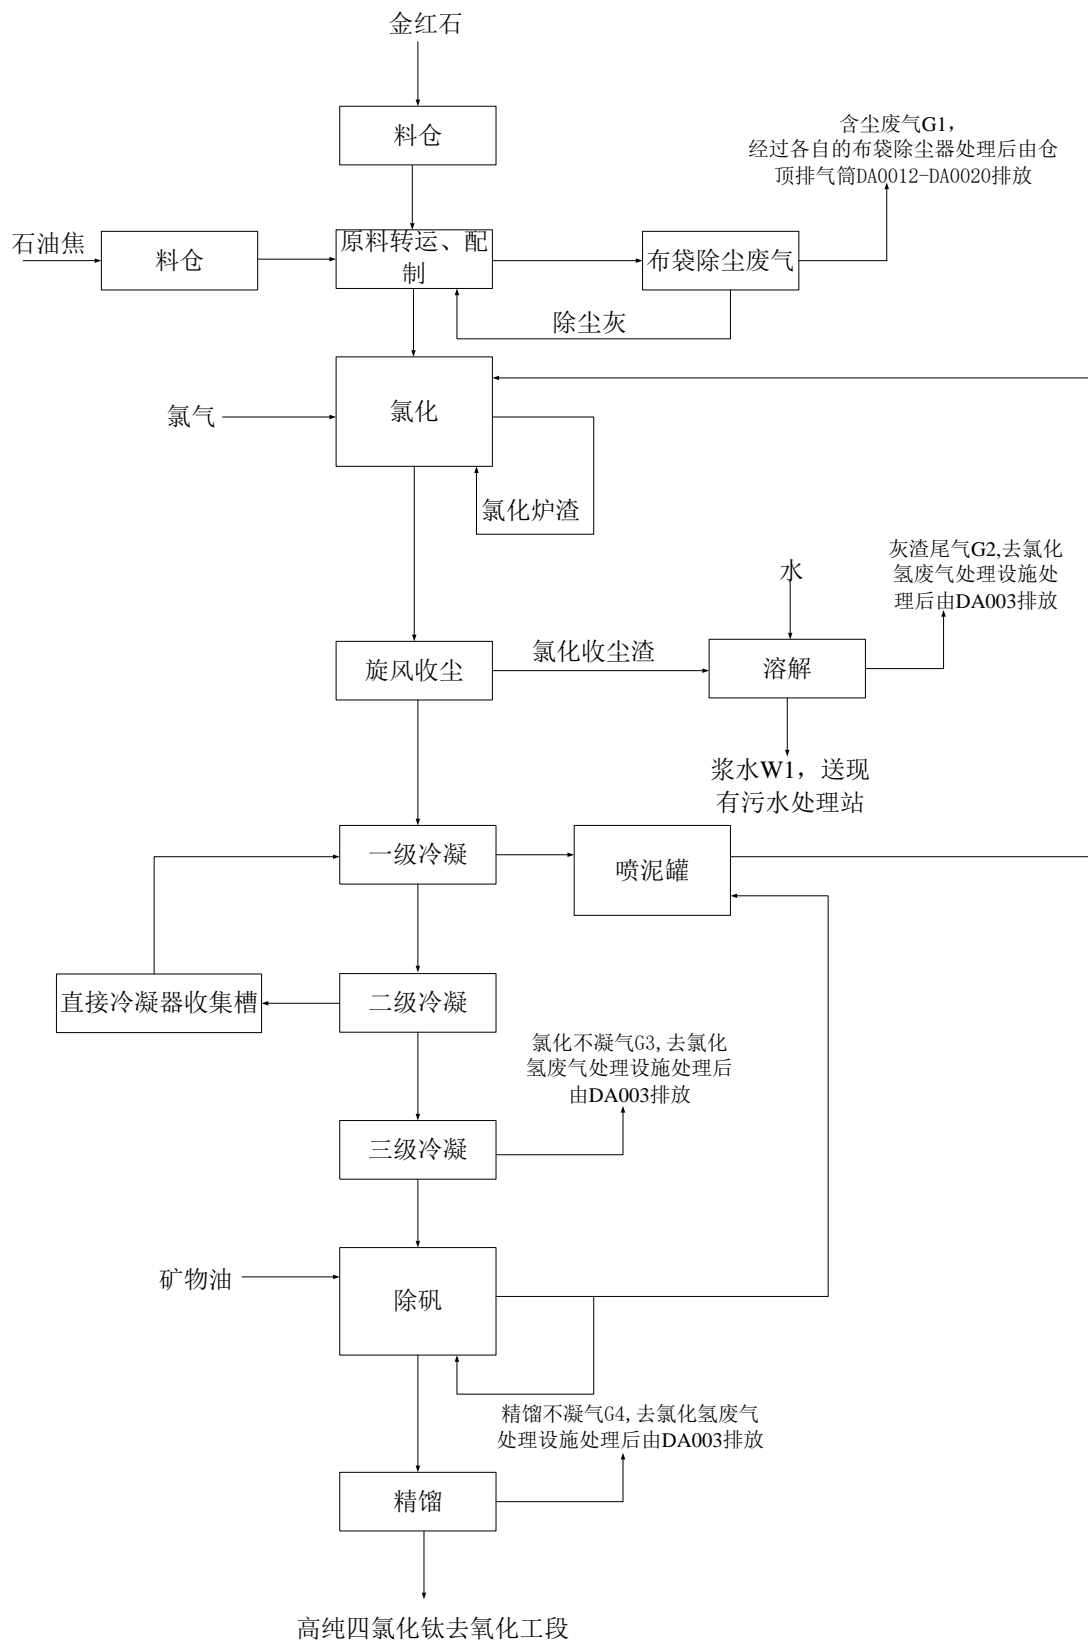 金红石
料仓
含尘废气G1，
经过各自的布袋除尘器处理后由仓
顶排气筒DA0012-DA0020排放
石油焦
料仓
原料转运、配
制
布袋除尘废气
除尘灰
氯气
氯化
氯化炉渣
水
灰渣尾气G2,去氯化
氢废气处理设施处
理后由DA003排放
旋风收尘
氯化收尘渣
溶解
浆水W1，送现
有污水处理站
一级冷凝
喷泥罐
直接冷凝器收集槽
二级冷凝
氯化不凝气G3,去氯化
氢废气处理设施处理后
由DA003排放
三级冷凝
矿物油
除矾
精馏不凝气G4,去氯化氢废气
处理设施处理后由DA003排放
精馏
高纯四氯化钛去氧化工段